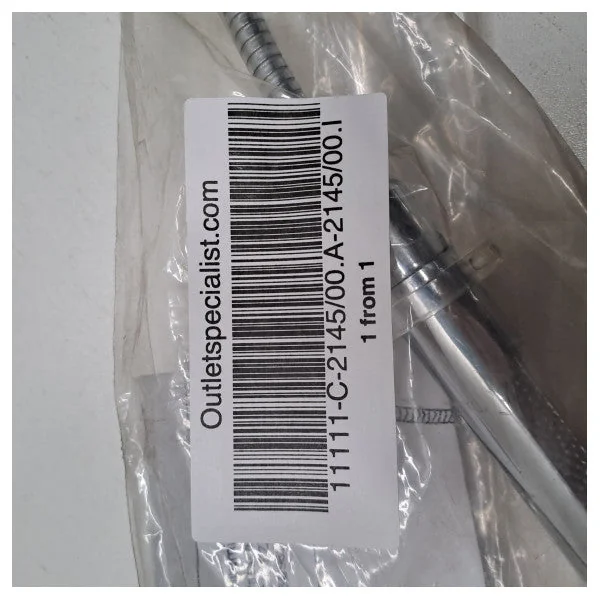 Outletspecialist.com
11111-C-2145/00.A-2145/00.I
1 from 1